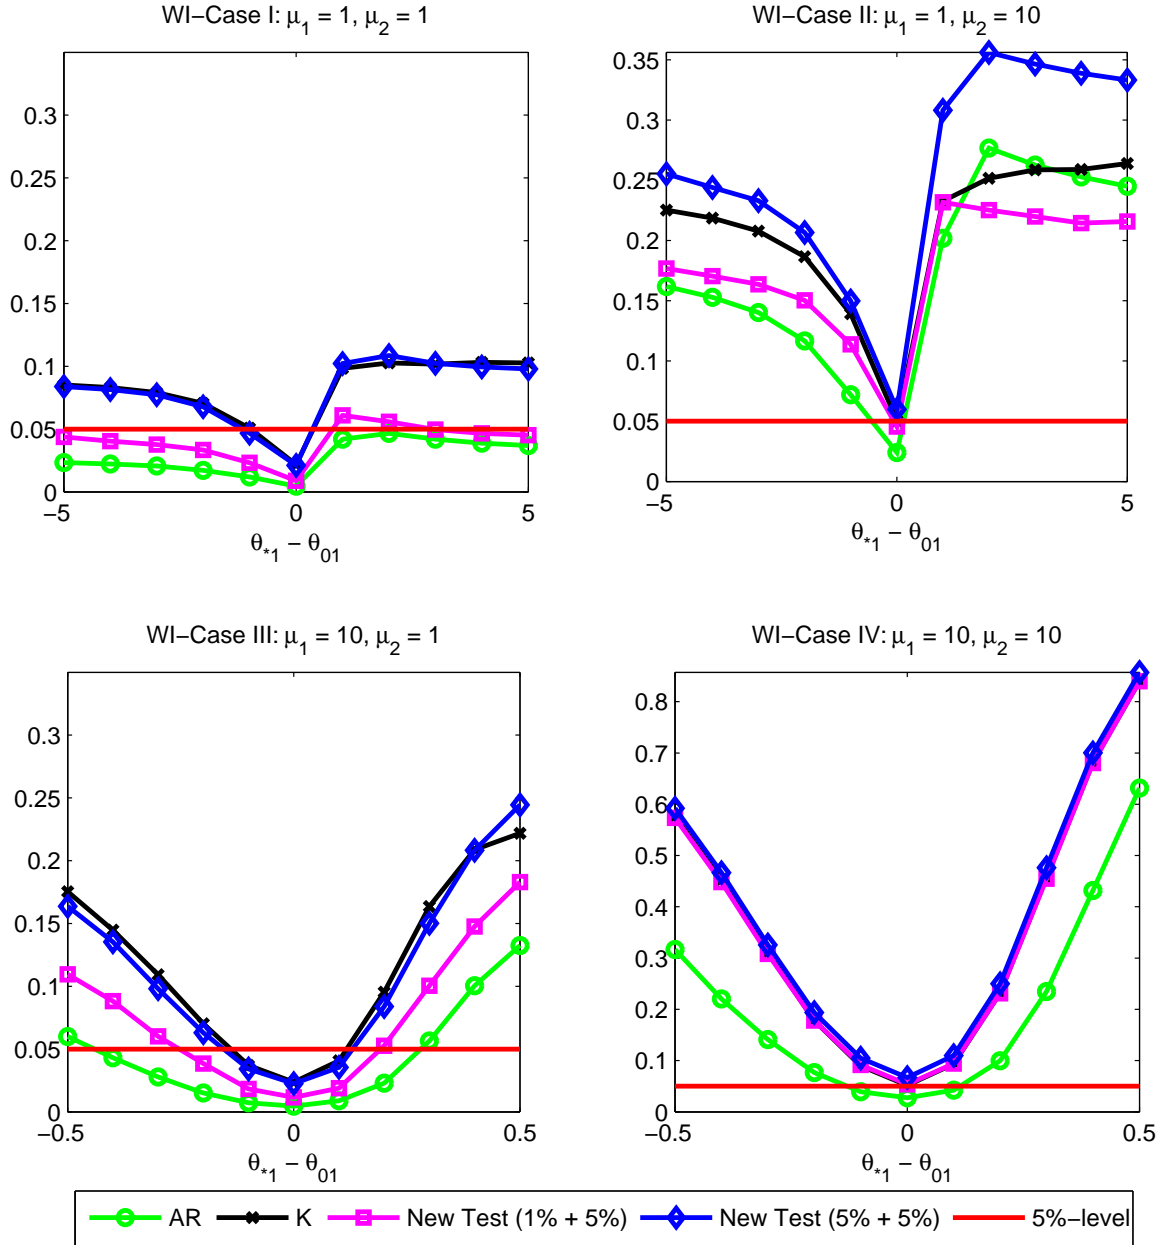 WI−Case I: μ1 = 1, μ2 = 1
0.3
0.25
0.2
0.15
0.1
0.05
0
−5 0 5
θ*1 − θ01
WI−Case II: μ1 = 1, μ2 = 10
0.35
0.3
0.25
0.2
0.15
0.1
0.05
0
−5 0 5
θ*1 − θ01
WI−Case III: μ1 = 10, μ2 = 1
0.3
0.25
0.2
0.15
0.1
0.05
0
−0.5 0 0.5
θ*1 − θ01
WI−Case IV: μ1 = 10, μ2 = 10
0.8
0.7
0.6
0.5
0.4
0.3
0.2
0.1
0
−0.5 0 0.5
θ*1 − θ01
AR K New Test (1% + 5%) New Test (5% + 5%) 5%−level